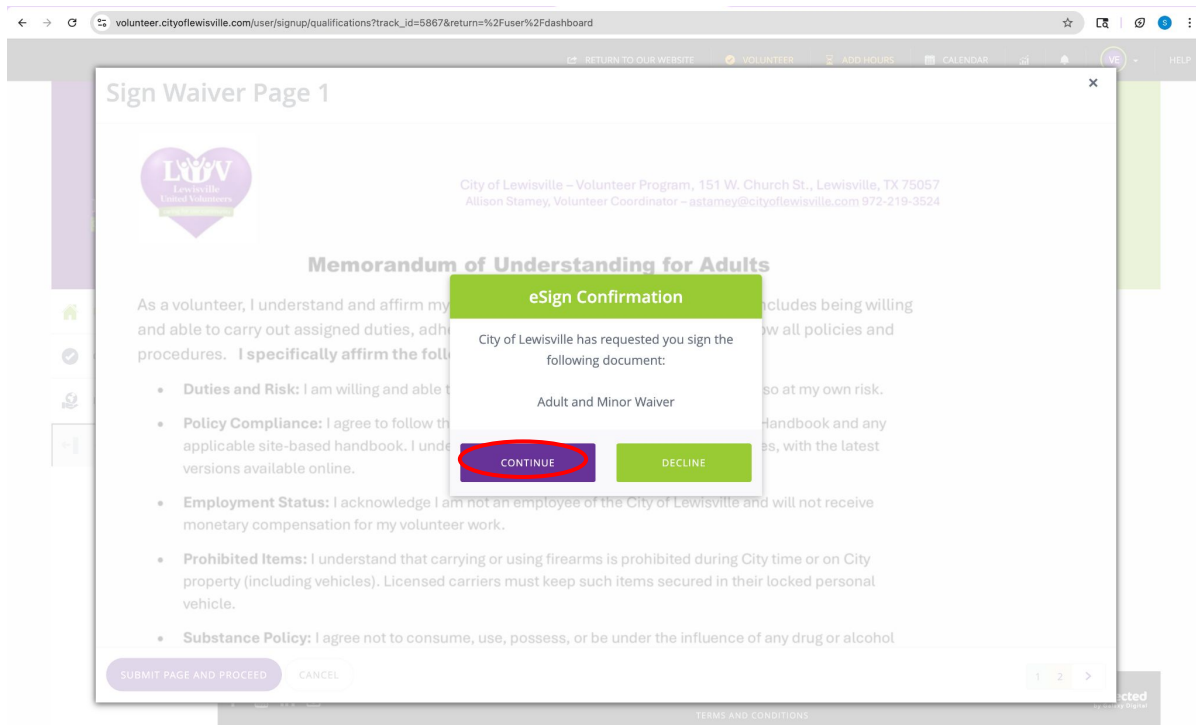 volunteer.cityoflewisville.com/user/signup/qualifications?track_id=5867&return=%2Fuser%2Fdashboard
S
RETURN TO OUR WEBSITE VOLUNTEER ADD HOURS CALENDAR VE HELP
Sign Waiver Page 1
×
LUV
Lewisville
United Volunteers
City of Lewisville – Volunteer Program, 151 W. Church St., Lewisville, TX 75057
Allison Stamey, Volunteer Coordinator – astamey@cityoflewisville.com 972-219-3524
Memorandum of Understanding for Adults
As a volunteer, I understand and affirm my includes being willing
and able to carry out assigned duties, adh all policies and
procedures. I specifically affirm the foll
• Duties and Risk: I am willing and able t so at my own risk.
• Policy Compliance: I agree to follow th Handbook and any
applicable site-based handbook. I unde with the latest
versions available online.
• Employment Status: I acknowledge I am not an employee of the City of Lewisville and will not receive
monetary compensation for my volunteer work.
• Prohibited Items: I understand that carrying or using firearms is prohibited during City time or on City
property (including vehicles). Licensed carriers must keep such items secured in their locked personal
vehicle.
• Substance Policy: I agree not to consume, use, possess, or be under the influence of any drug or alcohol
eSign Confirmation
City of Lewisville has requested you sign the
following document:
Adult and Minor Waiver
CONTINUE DECLINE
SUBMIT PAGE AND PROCEED CANCEL 1 2 >
TERMS AND CONDITIONS